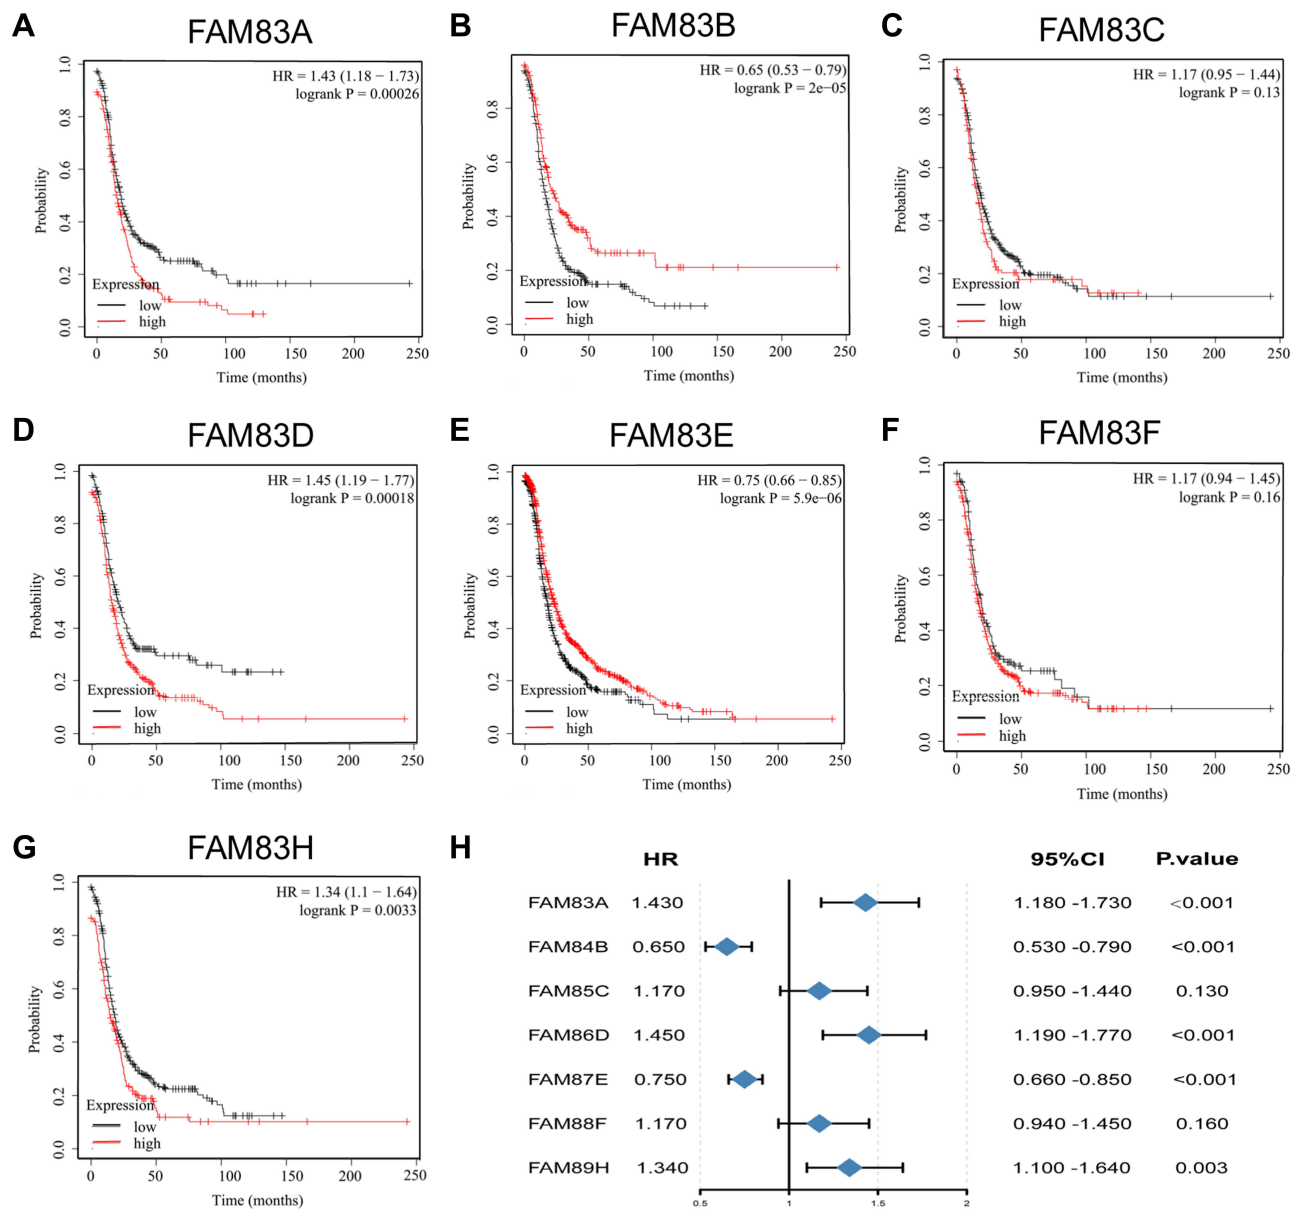 A
FAM83A
HR = 1.43 (1.18 − 1.73)
logrank P = 0.00026
Probability
1.0
0.8
0.6
0.4
0.2
0.0
Expression
low
high
0 50 100 150 200 250
Time (months)
B
FAM83B
HR = 0.65 (0.53 − 0.79)
logrank P = 2e−05
Probability
0.8
0.6
0.4
0.2
0.0
Expression
low
high
0 50 100 150 200 250
Time (months)
C
FAM83C
HR = 1.17 (0.95 − 1.44)
logrank P = 0.13
Probability
1.0
0.8
0.6
0.4
0.2
0.0
Expression
low
high
0 50 100 150 200 250
Time (months)
D
FAM83D
HR = 1.45 (1.19 − 1.77)
logrank P = 0.00018
Probability
1.0
0.8
0.6
0.4
0.2
0.0
Expression
low
high
0 50 100 150 200 250
Time (months)
E
FAM83E
HR = 0.75 (0.66 − 0.85)
logrank P = 5.9e−06
Probability
1.0
0.8
0.6
0.4
0.2
0.0
Expression
low
high
0 50 100 150 200 250
Time (months)
F
FAM83F
HR = 1.17 (0.94 − 1.45)
logrank P = 0.16
Probability
1.0
0.8
0.6
0.4
0.2
0.0
Expression
low
high
0 50 100 150 200 250
Time (months)
G
FAM83H
HR = 1.34 (1.1 − 1.64)
logrank P = 0.0033
Probability
1.0
0.8
0.6
0.4
0.2
0.0
Expression
low
high
0 50 100 150 200 250
Time (months)
H
HR 95%CI P.value
FAM83A 1.430 1.180 -1.730 <0.001
FAM84B 0.650 0.530 -0.790 <0.001
FAM85C 1.170 0.950 -1.440 0.130
FAM86D 1.450 1.190 -1.770 <0.001
FAM87E 0.750 0.660 -0.850 <0.001
FAM88F 1.170 0.940 -1.450 0.160
FAM89H 1.340 1.100 -1.640 0.003
0.5 1 1.5 2